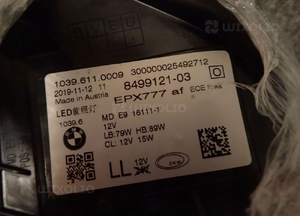 1039.611.0009 300000025492712
2019-11-12 11 8499121-03
Made in Austria EPX777 af ECE
LED前照灯
1039.6 MD E9 16111-1
12V
LB:79W HB:89W
CL: 12V 15W
LL 12V